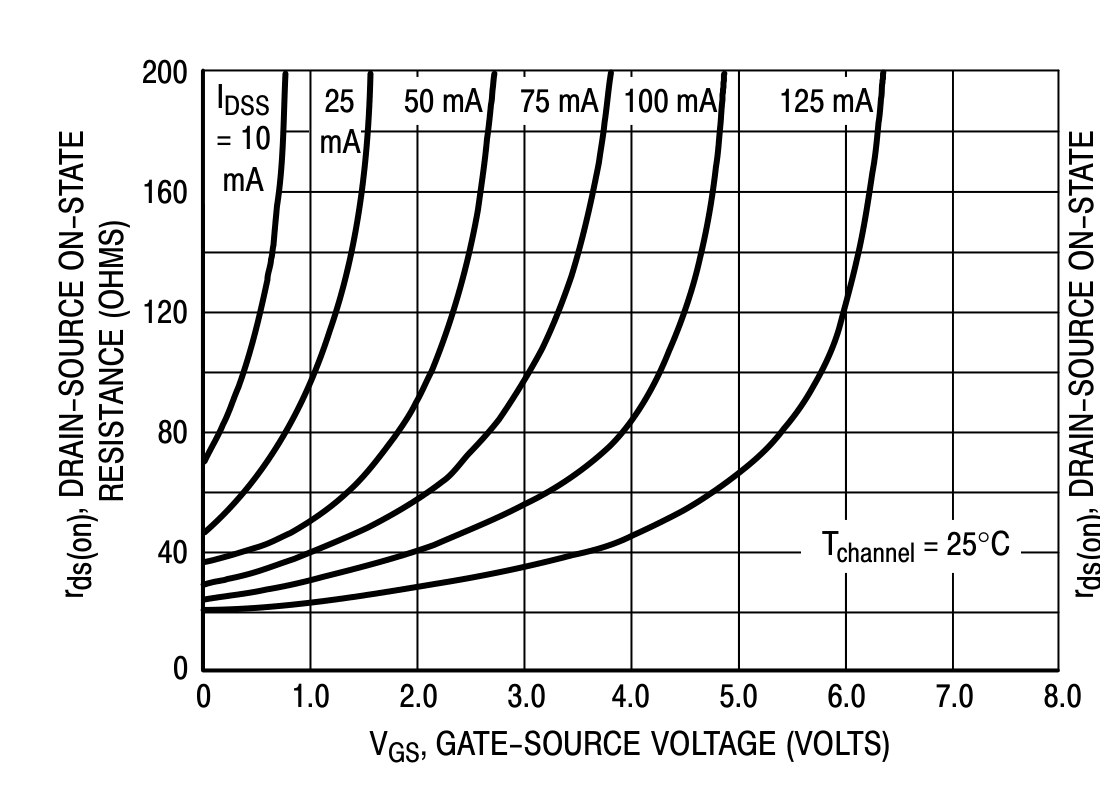 200
160
120
80
40
0
rds(on), DRAIN-SOURCE ON-STATE
RESISTANCE (OHMS)
IDSS
= 10
mA
25
mA
50 mA
75 mA
100 mA
125 mA
Tchannel = 25°C
0 1.0 2.0 3.0 4.0 5.0 6.0 7.0 8.0
VGS, GATE-SOURCE VOLTAGE (VOLTS)
rds(on), DRAIN-SOURCE ON-STATE